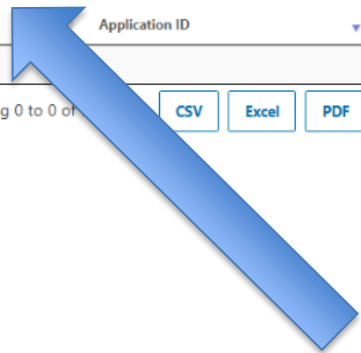 Application ID
g 0 to 0 of
CSV Excel PDF